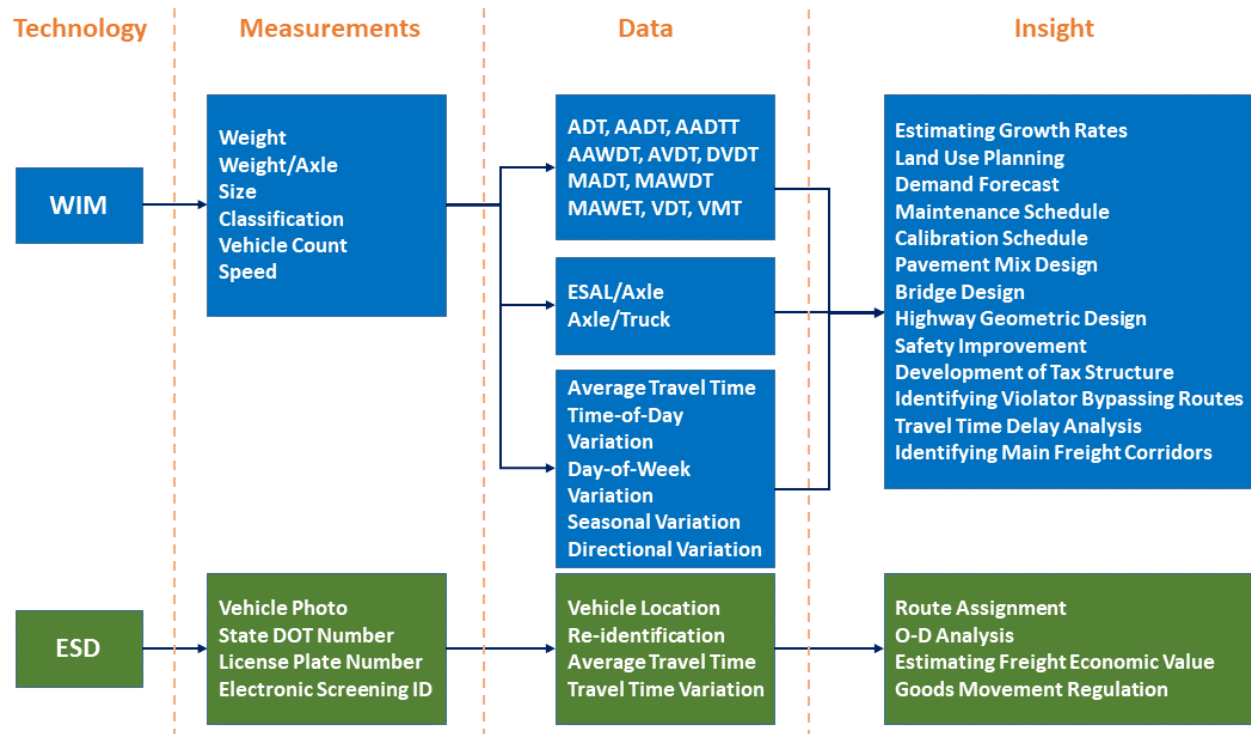 Technology
Measurements
Data
Insight
WIM
Weight
Weight/Axle
Size
Classification
Vehicle Count
Speed
ADT, AADT, AADTT
AAWDT, AVDT, DVDT
MADT, MAWDT
MAWET, VDT, VMT
ESAL/Axle
Axle/Truck
Average Travel Time
Time-of-Day
Variation
Day-of-Week
Variation
Seasonal Variation
Directional Variation
Estimating Growth Rates
Land Use Planning
Demand Forecast
Maintenance Schedule
Calibration Schedule
Pavement Mix Design
Bridge Design
Highway Geometric Design
Safety Improvement
Development of Tax Structure
Identifying Violator Bypassing Routes
Travel Time Delay Analysis
Identifying Main Freight Corridors
ESD
Vehicle Photo
State DOT Number
License Plate Number
Electronic Screening ID
Vehicle Location
Re-identification
Average Travel Time
Travel Time Variation
Route Assignment
O-D Analysis
Estimating Freight Economic Value
Goods Movement Regulation